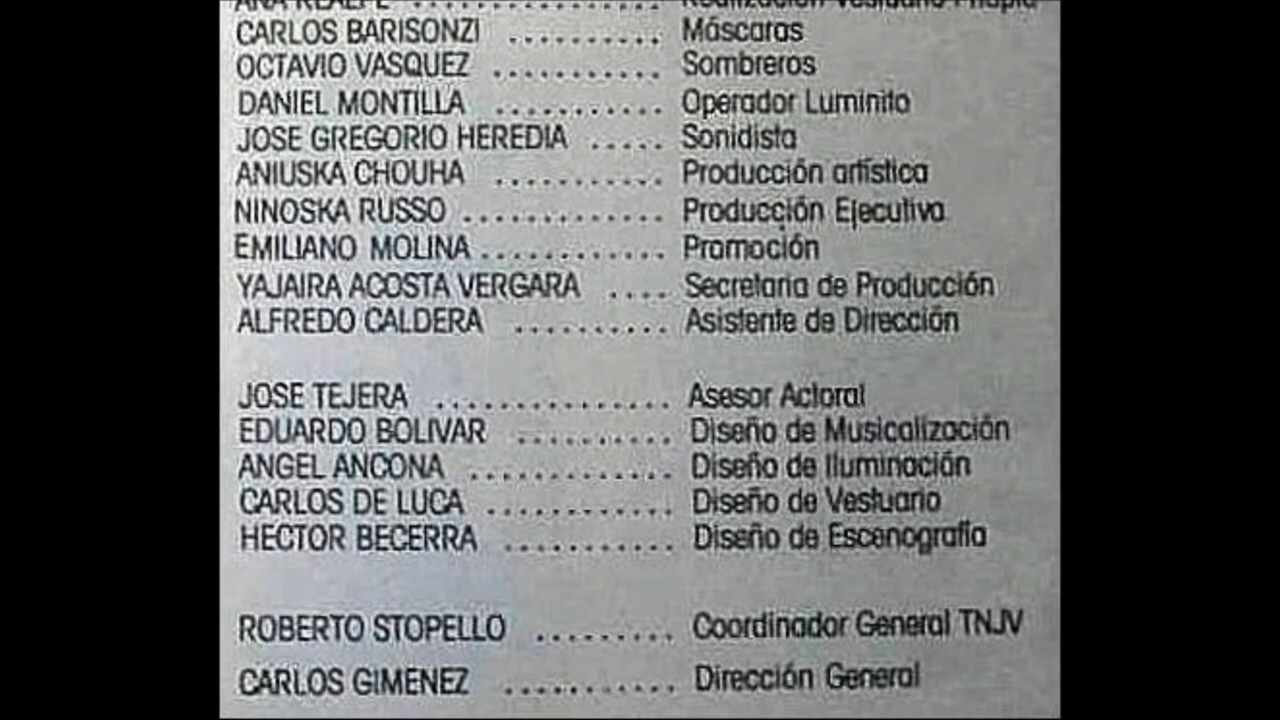 CARLOS BARISONZI .......... Máscaras
OCTAVIO VASQUEZ ........... Sombreros
DANIEL MONTILLA ........... Operador Luminito
JOSE GREGORIO HEREDIA ..... Sonidista
ANIUSKA CHOUHA ........... Producción artística
NINOSKA RUSSO ............. Producción Ejecutiva
EMILIANO MOLINA ............ Promoción
YAJAIRA ACOSTA VERGARA .... Secretaria de Producción
ALFREDO CALDERA .......... Asistente de Dirección
JOSE TEJERA ............... Asesor Actoral
EDUARDO BOLIVAR .......... Diseño de Musicalización
ANGEL ANCONA ............. Diseño de Iluminación
CARLOS DE LUCA ............ Diseño de Vestuario
HECTOR BECERRA ........... Diseño de Escenografía
ROBERTO STOPELLO ......... Coordinador General TNJV
CARLOS GIMENEZ ........... Dirección General